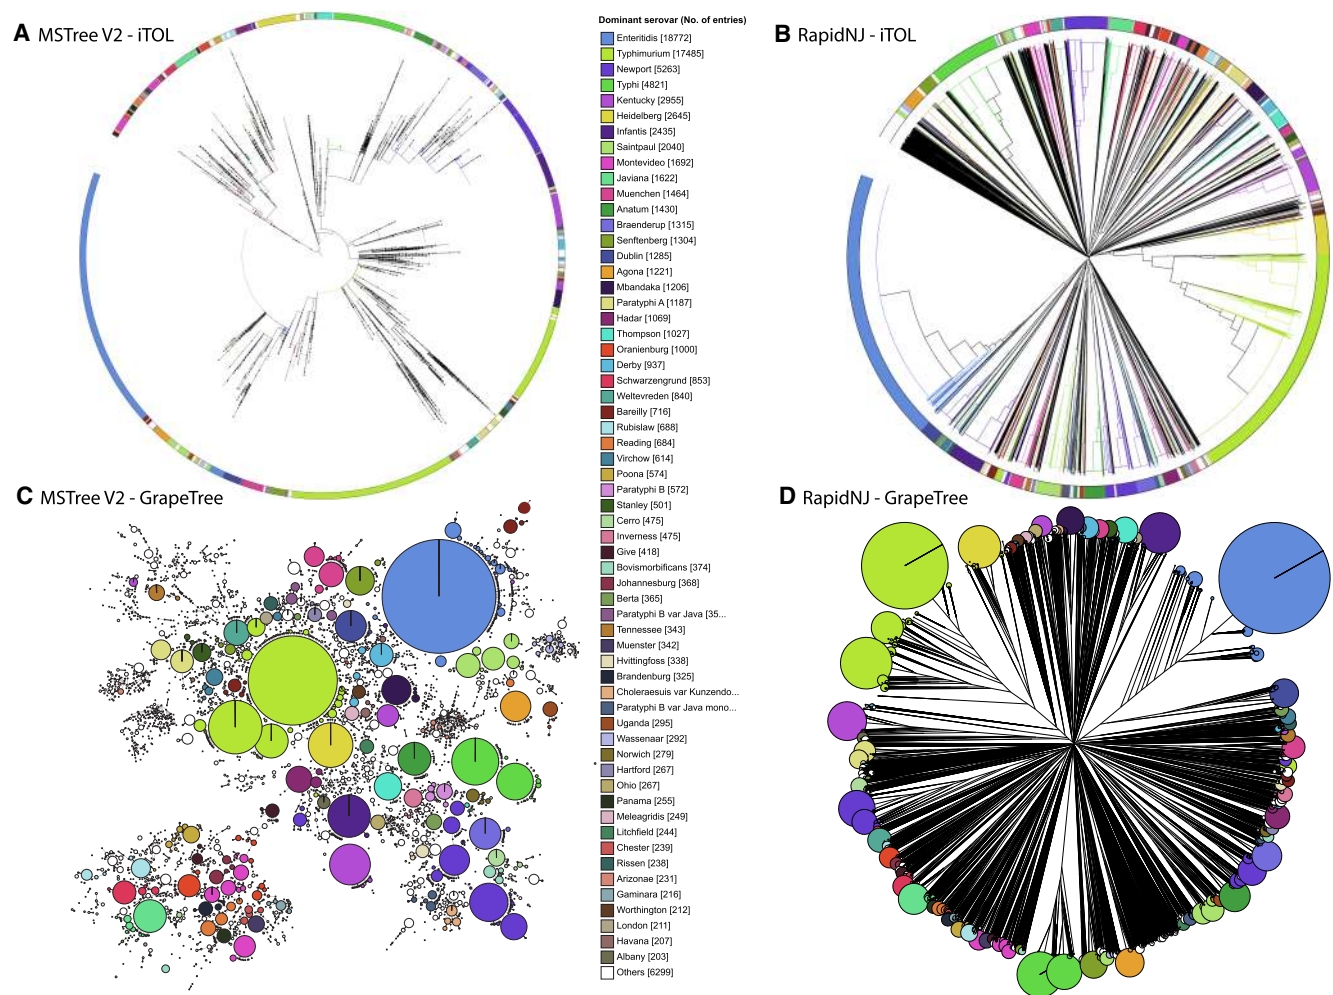 A MSTree V2 - iTOL
Dominant serovar (No. of entries)
Enteritidis [18772]
Typhimurium [17485]
Newport [5263]
Typhi [4821]
Kentucky [2955]
Heidelberg [2645]
Infantis [2435]
Saintpaul [2040]
Montevideo [1692]
Javiana [1622]
Muenchen [1464]
Anatum [1430]
Braenderup [1315]
Senftenberg [1304]
Dublin [1285]
Agona [1221]
Mbandaka [1206]
Paratyphi A [1187]
Hadar [1069]
Thompson [1027]
Oranienburg [1000]
Derby [937]
Schwarzengrund [853]
Weltevreden [840]
Bareilly [716]
Rubislaw [688]
Reading [684]
Virchow [614]
Poona [574]
Paratyphi B [572]
Stanley [501]
Cerro [475]
Inverness [475]
Give [418]
Bovismorbificans [374]
Johannesburg [368]
Berta [365]
Paratyphi B var Java [35...
Tennessee [343]
Muenster [342]
Hvittingfoss [338]
Brandenburg [325]
Choleraesuis var Kunzendo...
Paratyphi B var Java mono...
Uganda [295]
Wassenaar [292]
Norwich [279]
Hartford [267]
Ohio [267]
Panama [255]
Meleagridis [249]
Litchfield [244]
Chester [239]
Rissen [238]
Arizonae [231]
Gaminara [216]
Worthington [212]
London [211]
Havana [207]
Albany [203]
Others [6299]
B RapidNJ - iTOL
C MSTree V2 - GrapeTree
D RapidNJ - GrapeTree